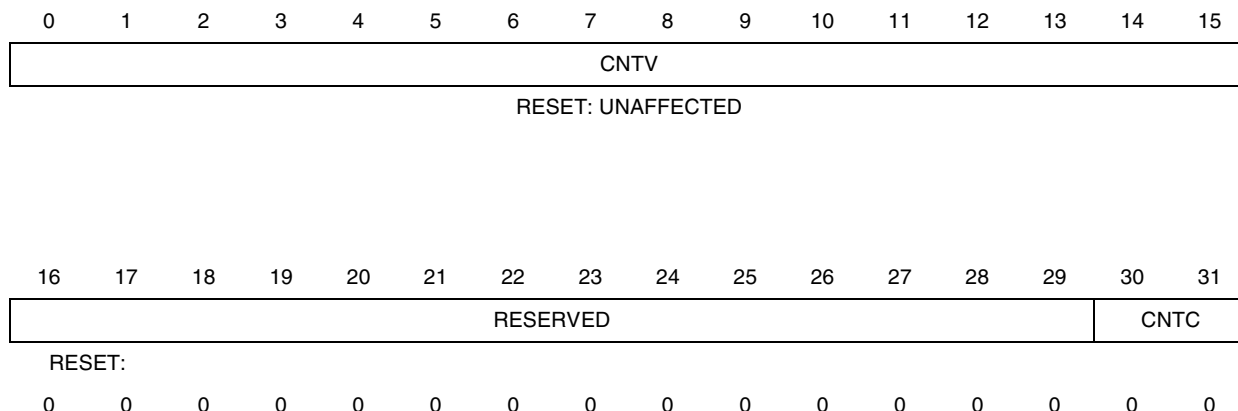 0 1 2 3 4 5 6 7 8 9 10 11 12 13 14 15
CNTV
RESET: UNAFFECTED
16 17 18 19 20 21 22 23 24 25 26 27 28 29 30 31
RESERVED CNTC
RESET:
0 0 0 0 0 0 0 0 0 0 0 0 0 0 0 0